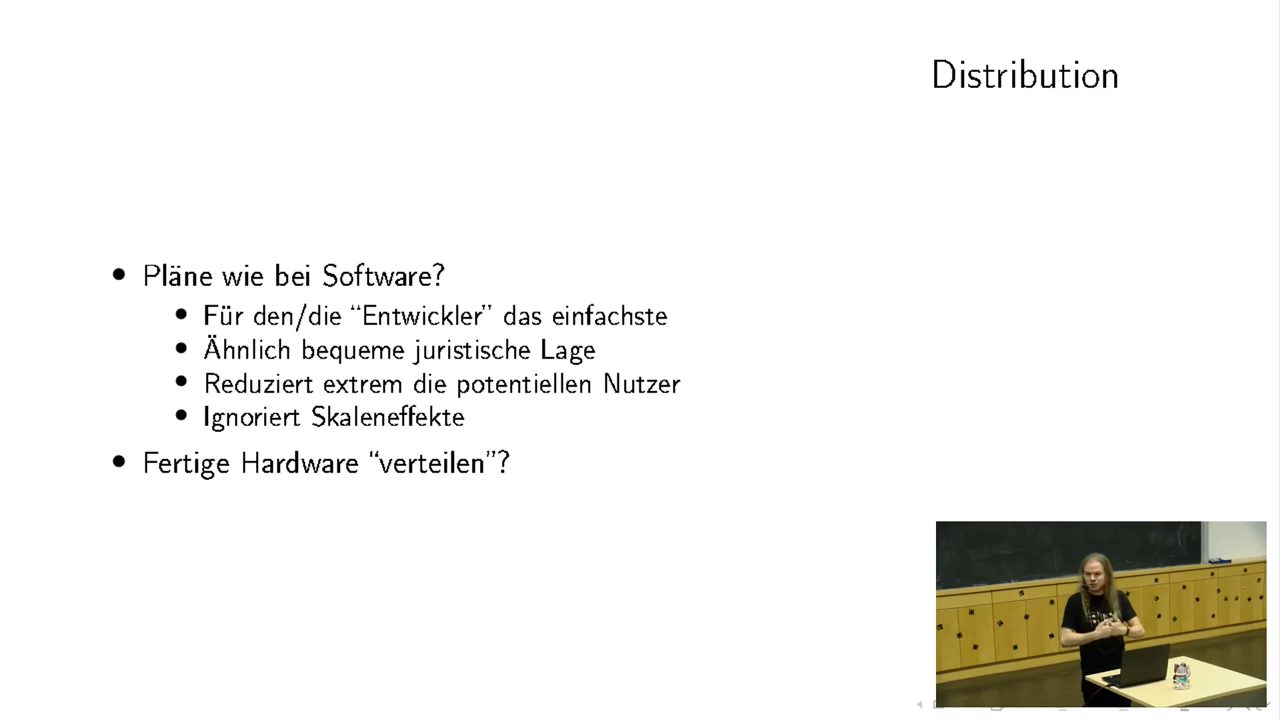 Distribution
• Pläne wie bei Software?
• Für den/die “Entwickler” das einfachste
• Ähnlich bequeme juristische Lage
• Reduziert extrem die potentiellen Nutzer
• Ignoriert Skaleneffekte
• Fertige Hardware “verteilen”?